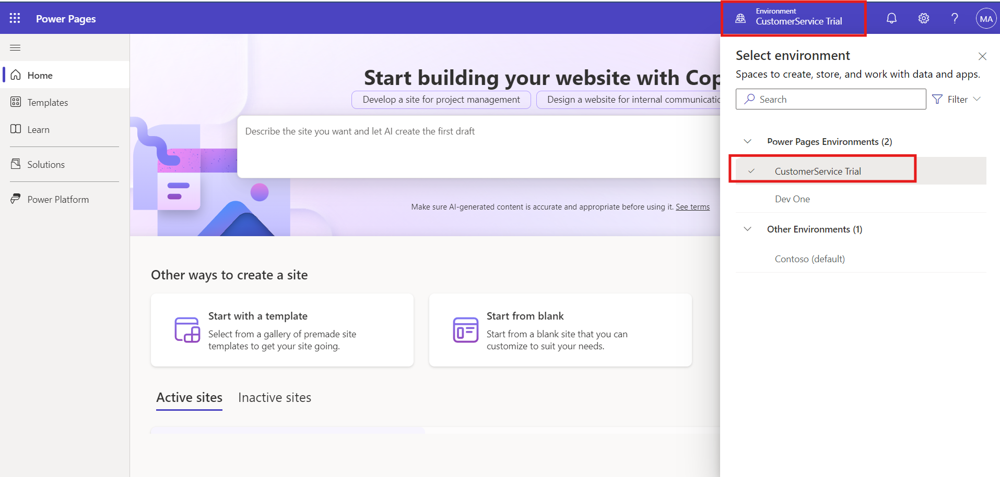 Power Pages
Environment
CustomerService Trial
MA
Home
Templates
Learn
Solutions
Power Platform
Start building your website with Cop
Develop a site for project management
Design a website for internal communicatio
Describe the site you want and let AI create the first draft
Make sure AI-generated content is accurate and appropriate before using it. See terms
Other ways to create a site
Start with a template
Select from a gallery of premade site
templates to get your site going.
Start from blank
Start from a blank site that you can
customize to suit your needs.
Active sites
Inactive sites
Select environment
Spaces to create, store, and work with data and apps.
Search
Filter
Power Pages Environments (2)
CustomerService Trial
Dev One
Other Environments (1)
Contoso (default)